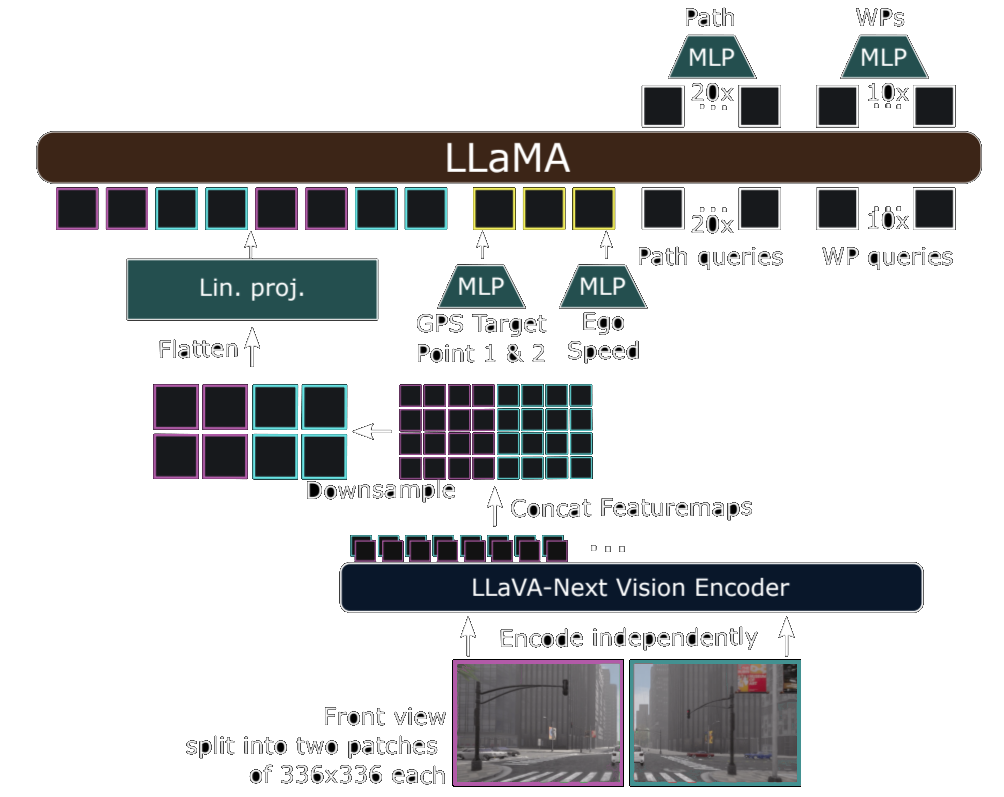 Path
WPs
MLP
MLP
20x
...
10x
...
LLaMA
...
20x
...
10x
Path queries
WP queries
Lin. proj.
MLP
MLP
GPS Target
Point 1 & 2
Ego
Speed
Flatten
Downsample
Concat Featuremaps
...
LLaVA-Next Vision Encoder
Encode independently
Front view
split into two patches
of 336x336 each